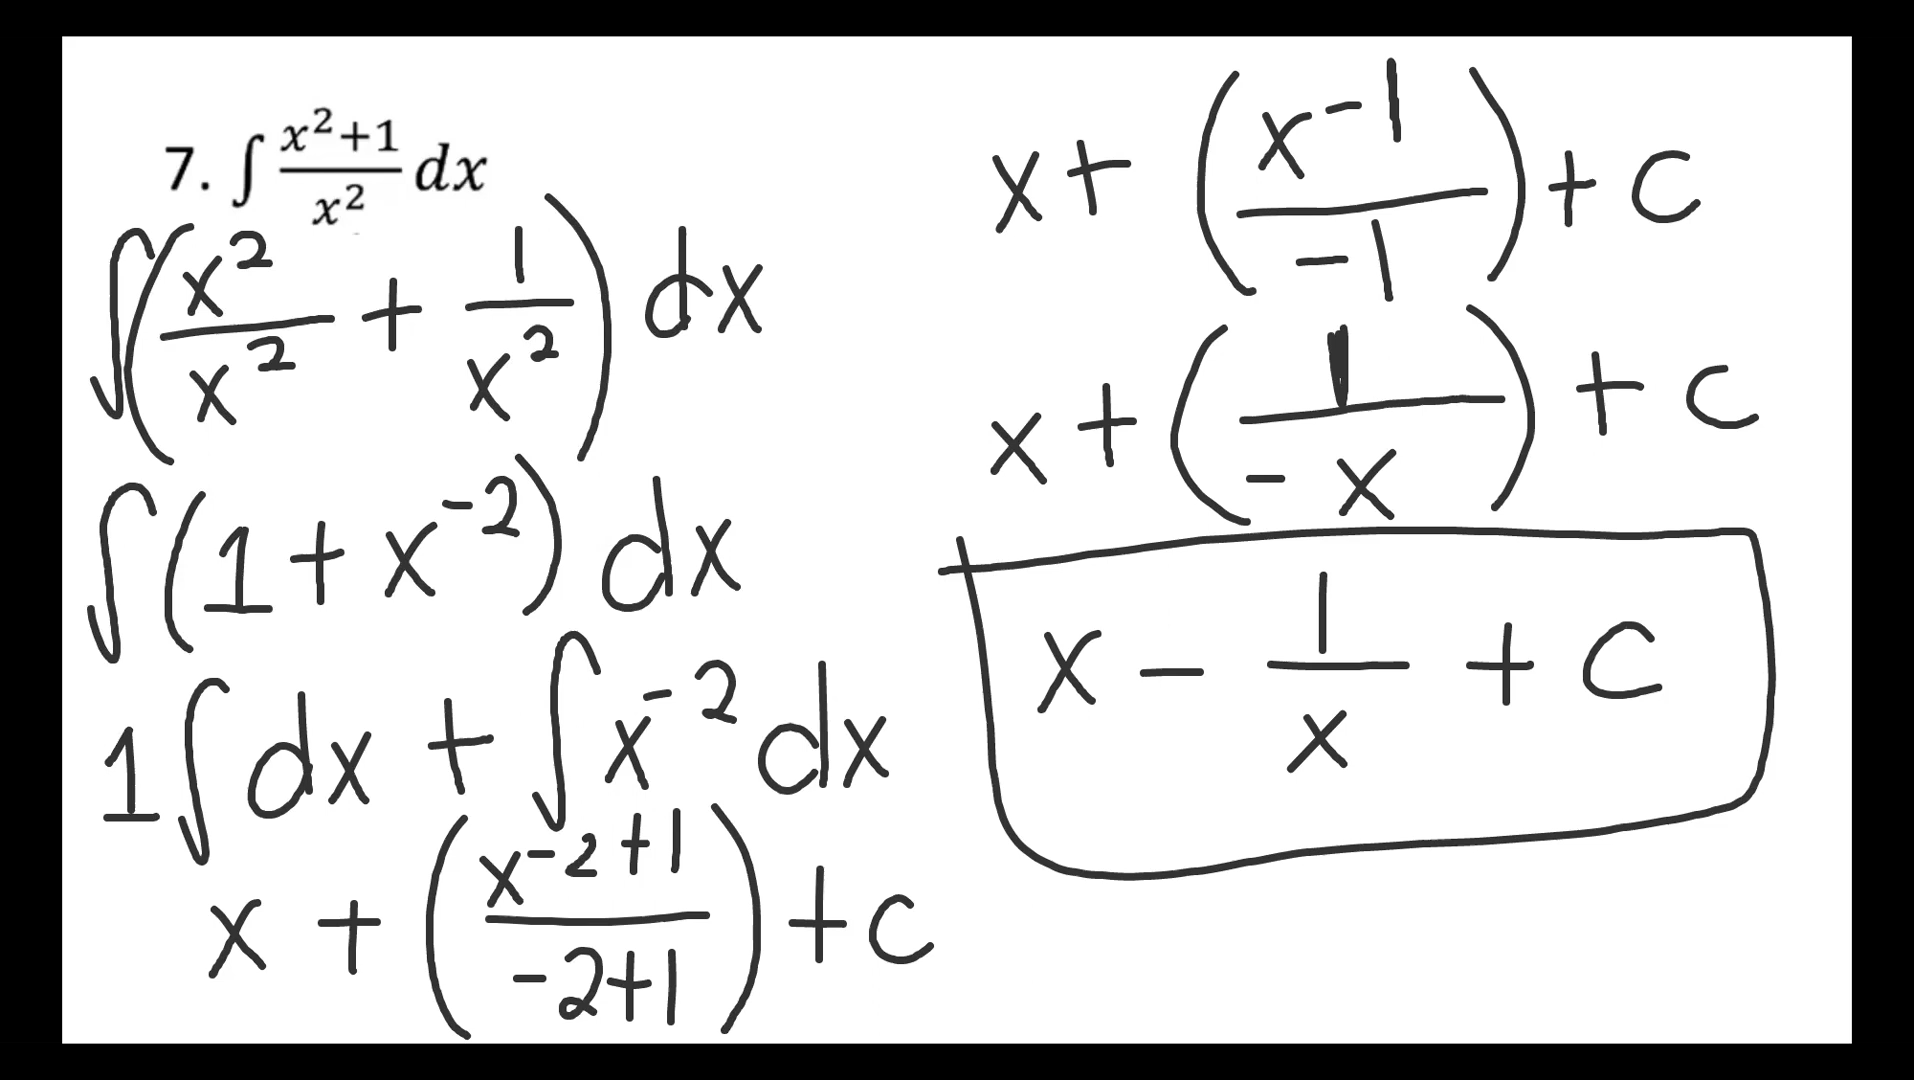 7. ∫ x²+1 / x² dx
∫(x²/x² + 1/x²) dx
∫(1 + x⁻²) dx
1∫dx + ∫x⁻² dx
x + (x⁻²⁺¹ / -2+1) + C
x + (x⁻¹ / -1) + C
x + (1 / -x) + C
x - 1/x + C